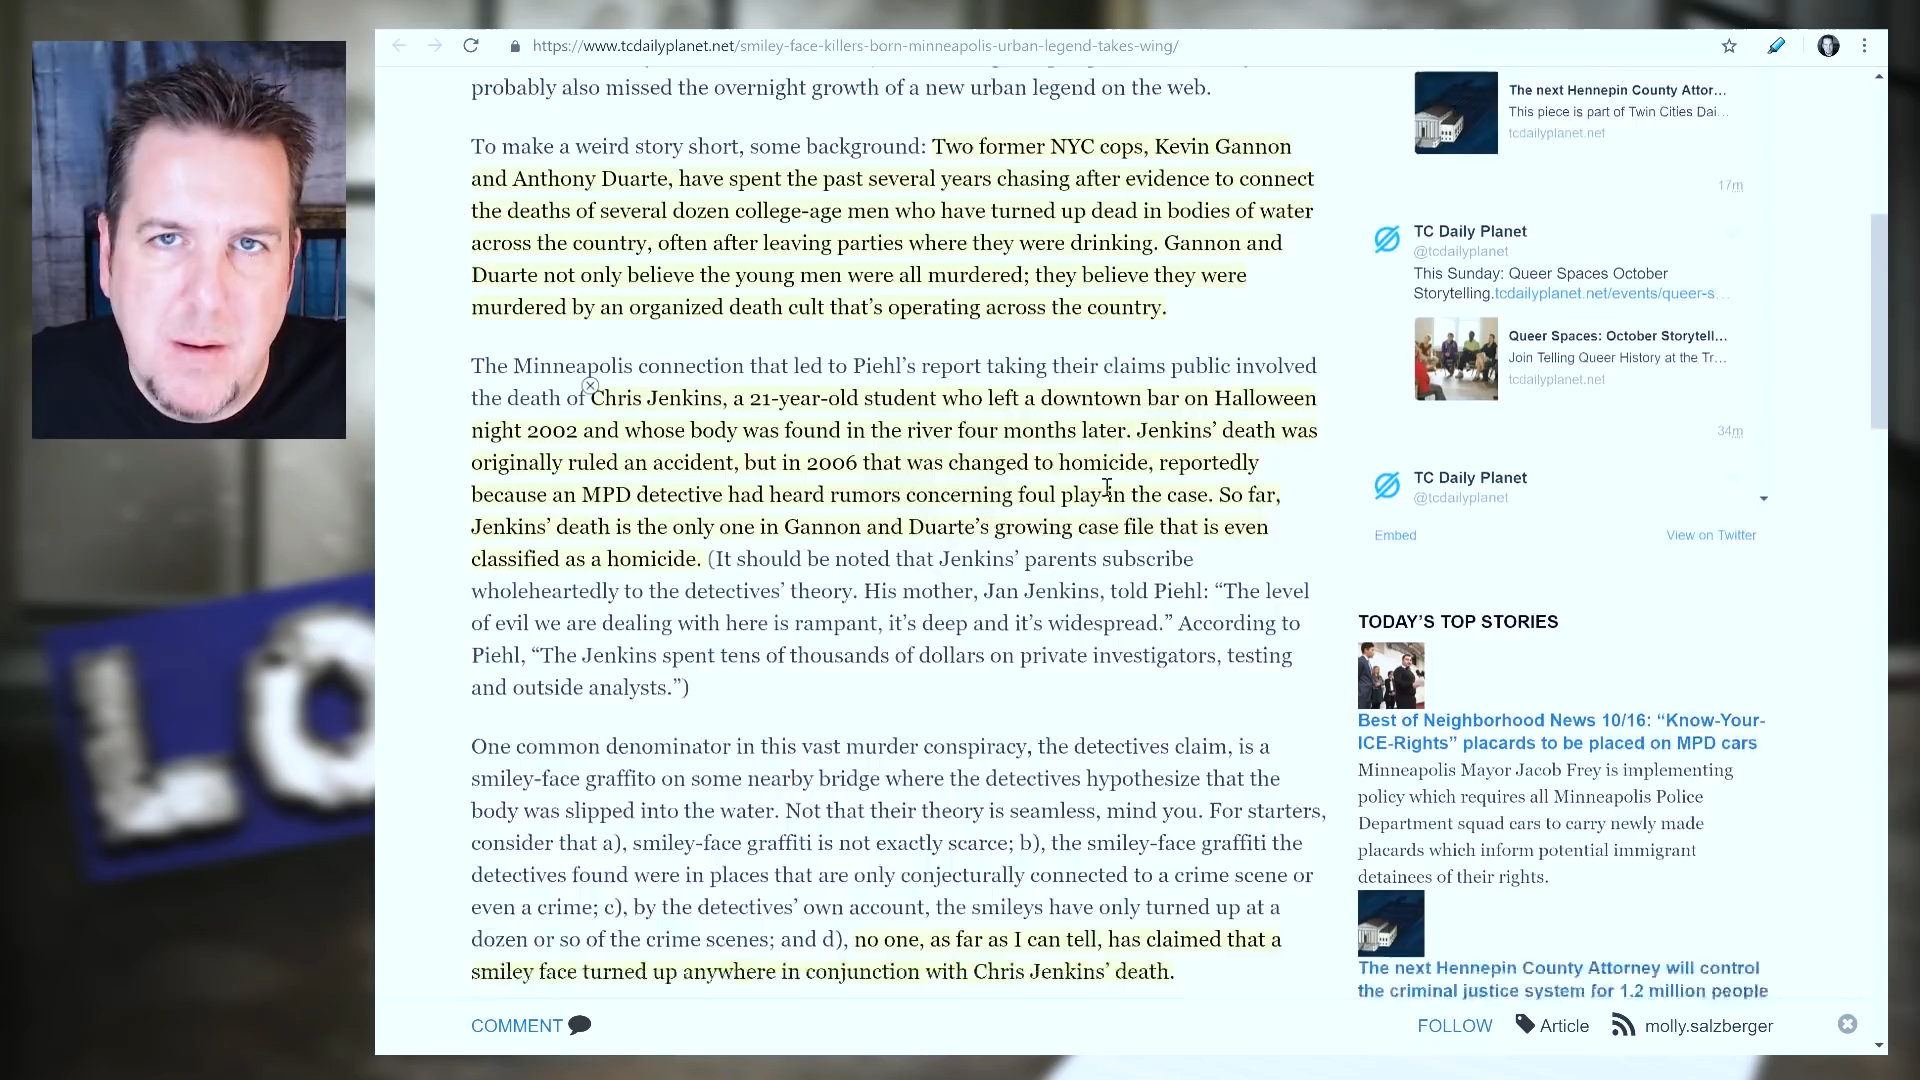 https://www.tcdailyplanet.net/smiley-face-killers-born-minneapolis-urban-legend-takes-wing/
probably also missed the overnight growth of a new urban legend on the web.
To make a weird story short, some background: Two former NYC cops, Kevin Gannon
and Anthony Duarte, have spent the past several years chasing after evidence to connect
the deaths of several dozen college-age men who have turned up dead in bodies of water
across the country, often after leaving parties where they were drinking. Gannon and
Duarte not only believe the young men were all murdered; they believe they were
murdered by an organized death cult that's operating across the country.
The Minneapolis connection that led to Piehl's report taking their claims public involved
the death of Chris Jenkins, a 21-year-old student who left a downtown bar on Halloween
night 2002 and whose body was found in the river four months later. Jenkins' death was
originally ruled an accident, but in 2006 that was changed to homicide, reportedly
because an MPD detective had heard rumors concerning foul play in the case. So far,
Jenkins' death is the only one in Gannon and Duarte's growing case file that is even
classified as a homicide. (It should be noted that Jenkins' parents subscribe
wholeheartedly to the detectives' theory. His mother, Jan Jenkins, told Piehl: “The level
of evil we are dealing with here is rampant, it's deep and it's widespread.” According to
Piehl, “The Jenkins spent tens of thousands of dollars on private investigators, testing
and outside analysts.”)
One common denominator in this vast murder conspiracy, the detectives claim, is a
smiley-face graffito on some nearby bridge where the detectives hypothesize that the
body was slipped into the water. Not that their theory is seamless, mind you. For starters,
consider that a), smiley-face graffiti is not exactly scarce; b), the smiley-face graffiti the
detectives found were in places that are only conjecturally connected to a crime scene or
even a crime; c), by the detectives' own account, the smileys have only turned up at a
dozen or so of the crime scenes; and d), no one, as far as I can tell, has claimed that a
smiley face turned up anywhere in conjunction with Chris Jenkins' death.
COMMENT
The next Hennepin County Attor...
This piece is part of Twin Cities Dai...
tcdailyplanet.net
17m
TC Daily Planet
@tcdailyplanet
This Sunday: Queer Spaces October
Storytelling.tcdailyplanet.net/events/queer-s...
Queer Spaces: October Storytell...
Join Telling Queer History at the Tr...
tcdailyplanet.net
34m
TC Daily Planet
@tcdailyplanet
Embed
View on Twitter
TODAY'S TOP STORIES
Best of Neighborhood News 10/16: “Know-Your-
ICE-Rights” placards to be placed on MPD cars
Minneapolis Mayor Jacob Frey is implementing
policy which requires all Minneapolis Police
Department squad cars to carry newly made
placards which inform potential immigrant
detainees of their rights.
The next Hennepin County Attorney will control
the criminal justice system for 1.2 million people
FOLLOW
Article
molly.salzberger
LO